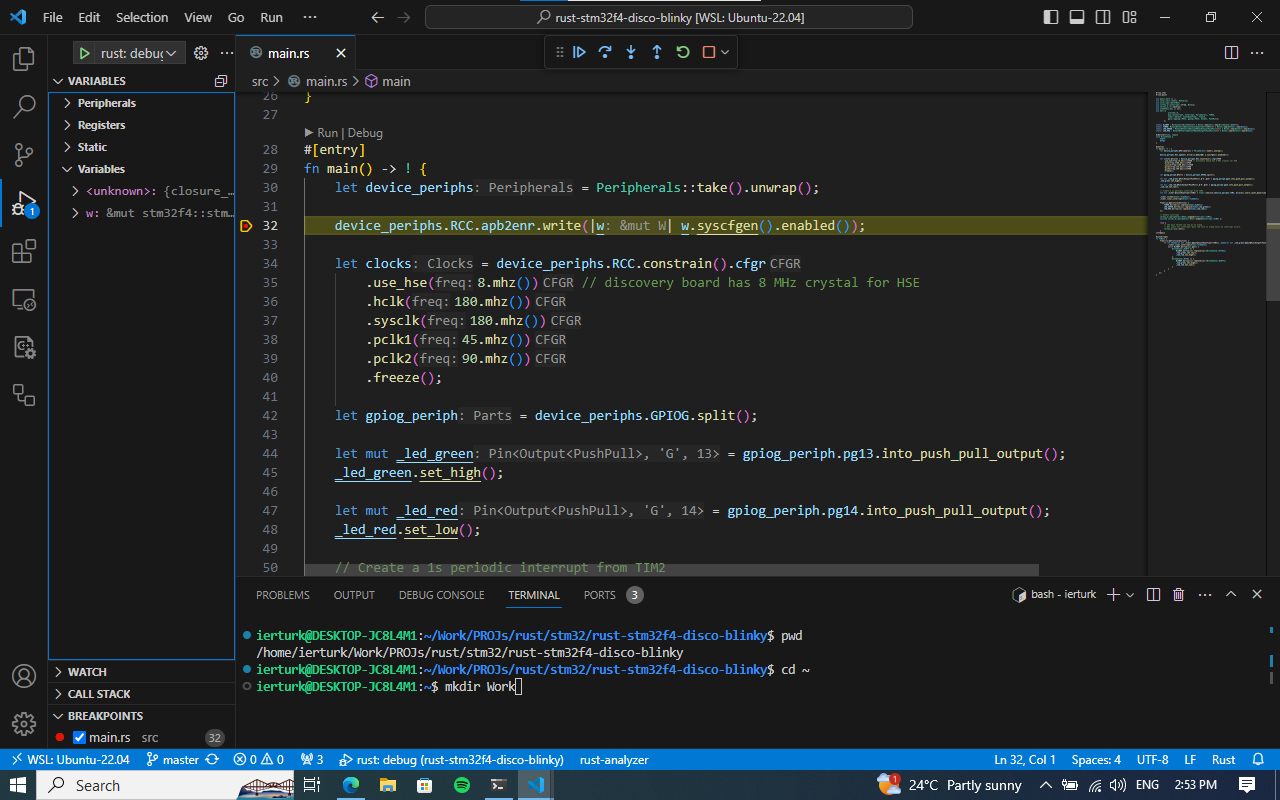 File Edit Selection View Go Run ···
rust-stm32f4-disco-blinky [WSL: Ubuntu-22.04]
rust: debug
main.rs
VARIABLES
Peripherals
Registers
Static
Variables
<unknown>: {closure_…
w: &mut stm32f4::stm…
WATCH
CALL STACK
BREAKPOINTS
main.rs src 32
1
src > main.rs > main
26 }
27
Run | Debug
28 #[entry]
29 fn main() -> ! {
30 let device_periphs: Peripherals = Peripherals::take().unwrap();
31
32 device_periphs.RCC.apb2enr.write(|w: &mut W| w.syscfgen().enabled());
33
34 let clocks: Clocks = device_periphs.RCC.constrain().cfgr CFGR
35 .use_hse(freq: 8.mhz()) CFGR // discovery board has 8 MHz crystal for HSE
36 .hclk(freq: 180.mhz()) CFGR
37 .sysclk(freq: 180.mhz()) CFGR
38 .pclk1(freq: 45.mhz()) CFGR
39 .pclk2(freq: 90.mhz()) CFGR
40 .freeze();
41
42 let gpiog_periph: Parts = device_periphs.GPIOG.split();
43
44 let mut _led_green: Pin<Output<PushPull>, 'G', 13> = gpiog_periph.pg13.into_push_pull_output();
45 _led_green.set_high();
46
47 let mut _led_red: Pin<Output<PushPull>, 'G', 14> = gpiog_periph.pg14.into_push_pull_output();
48 _led_red.set_low();
49
50 // Create a 1s periodic interrupt from TIM2
PROBLEMS OUTPUT DEBUG CONSOLE TERMINAL PORTS 3
bash - ierturk
ierturk@DESKTOP-JC8L4M1:~/Work/PROJs/rust/stm32/rust-stm32f4-disco-blinky$ pwd
/home/ierturk/Work/PROJs/rust/stm32/rust-stm32f4-disco-blinky
ierturk@DESKTOP-JC8L4M1:~/Work/PROJs/rust/stm32/rust-stm32f4-disco-blinky$ cd ~
ierturk@DESKTOP-JC8L4M1:~$ mkdir Work
WSL: Ubuntu-22.04 master 0 0 3 rust: debug (rust-stm32f4-disco-blinky) rust-analyzer Ln 32, Col 1 Spaces: 4 UTF-8 LF Rust
Search
1 24°C Partly sunny ENG 2:53 PM